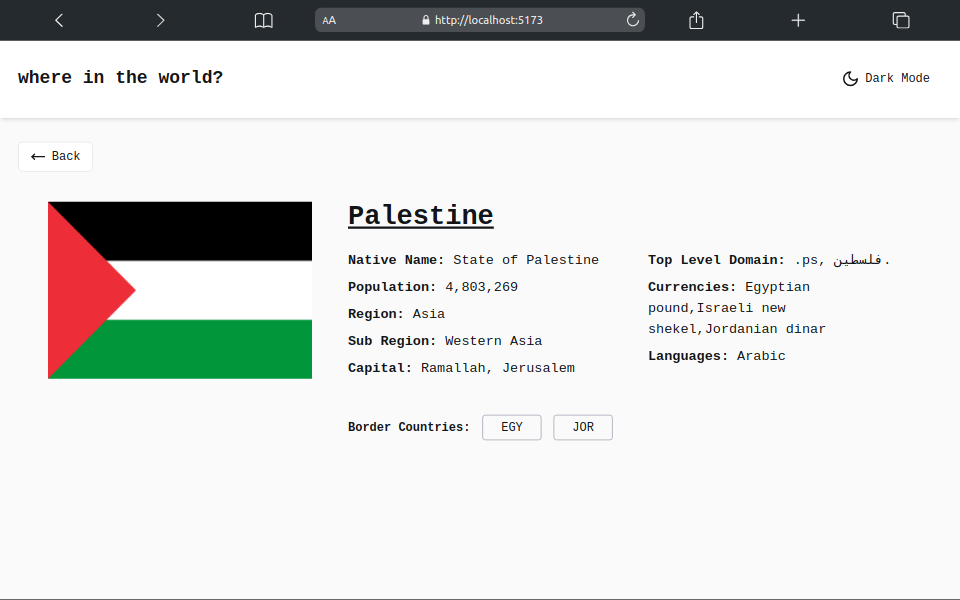 AA http://localhost:5173
where in the world?
Dark Mode
Back
Palestine
Native Name: State of Palestine
Population: 4,803,269
Region: Asia
Sub Region: Western Asia
Capital: Ramallah, Jerusalem
Top Level Domain: .ps, فلسطين.
Currencies: Egyptian
pound,Israeli new
shekel,Jordanian dinar
Languages: Arabic
Border Countries: EGY JOR